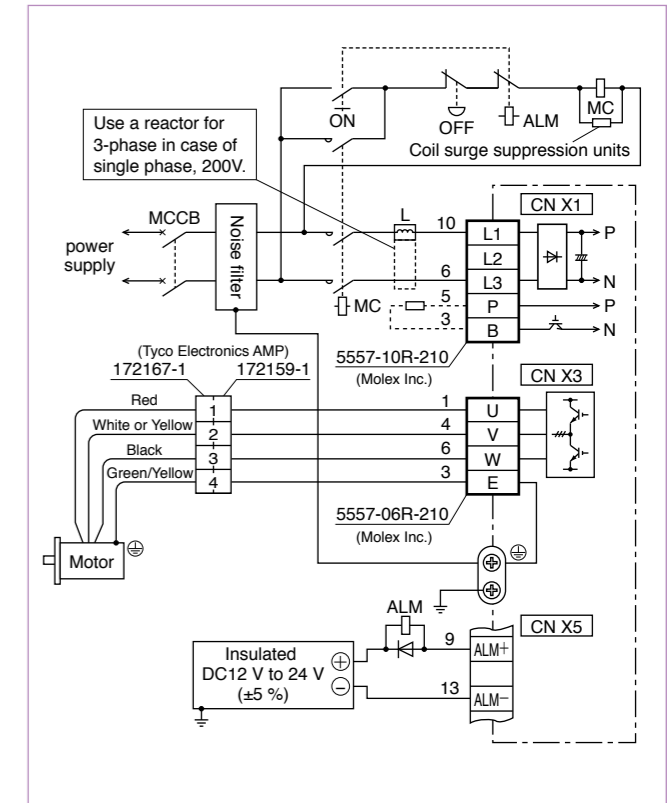 ON
OFF
ALM
MC
Coil surge suppression units
Use a reactor for
3-phase in case of
single phase, 200V.
MCCB
Noise filter
L
10
L1
CN X1
P
power
supply
L2
6
L3
N
MC
5
P
P
3
B
N
5557-10R-210
(Molex Inc.)
(Tyco Electronics AMP)
172167-1
172159-1
CN X3
Red
1
1
U
White or Yellow
2
4
V
Black
3
6
W
Green/Yellow
4
3
E
5557-06R-210
(Molex Inc.)
Motor
ALM
CN X5
Insulated
DC12 V to 24 V
(±5 %)
+
−
9
ALM+
13
ALM−